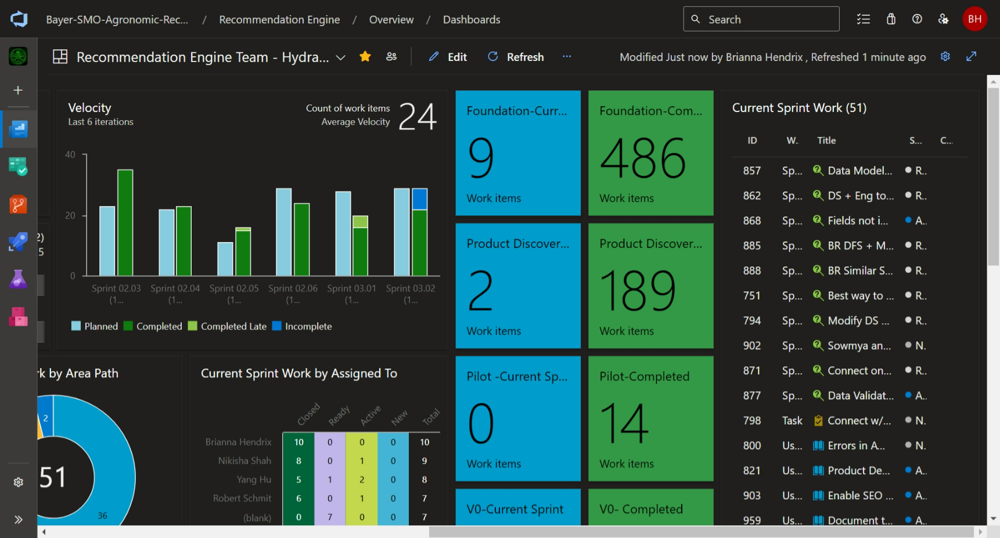 Bayer-SMO-Agronomic-Rec... / Recommendation Engine / Overview / Dashboards
Search
BH
Recommendation Engine Team - Hydra...
Edit
Refresh
Modified Just now by Brianna Hendrix , Refreshed 1 minute ago
2)
5
Velocity
Last 6 iterations
Count of work items
Average Velocity
24
40
20
0
Sprint 02.03 (1...
Sprint 02.04 (1...
Sprint 02.05 (1...
Sprint 02.06 (1...
Sprint 03.01 (1...
Sprint 03.02 (1...
Planned Completed Completed Late Incomplete
rk by Area Path
2
51
36
Current Sprint Work by Assigned To
Closed Ready Active New Total
Brianna Hendrix 10 0 0 0 10
Nikisha Shah 8 0 1 0 9
Yang Hu 5 1 2 0 8
Robert Schmit 6 0 1 0 7
(blank) 0 7 0 0 7
Foundation-Curr...
9
Work items
Foundation-Com...
486
Work items
Product Discover...
2
Work items
Product Discover...
189
Work items
Pilot -Current Sp...
0
Work items
Pilot-Completed
14
Work items
V0-Current Sprint
V0- Completed
Current Sprint Work (51)
ID W.. Title S... C...
857 Sp... Data Model... R..
862 Sp... DS + Eng to... R..
868 Sp... Fields not i... A..
885 Sp... BR DFS + M... R..
888 Sp... BR Similar S... R..
751 Sp... Best way to ... R..
794 Sp... Modify DS ... R..
902 Sp... Sowmya an... N.
871 Sp... Connect on... R..
877 Sp... Data Validat... A..
798 Task Connect w/... N.
800 Us... Errors in A... N.
821 Us... Product De... A..
903 Us... Enable SEO ... A..
959 Us... Document t... A..